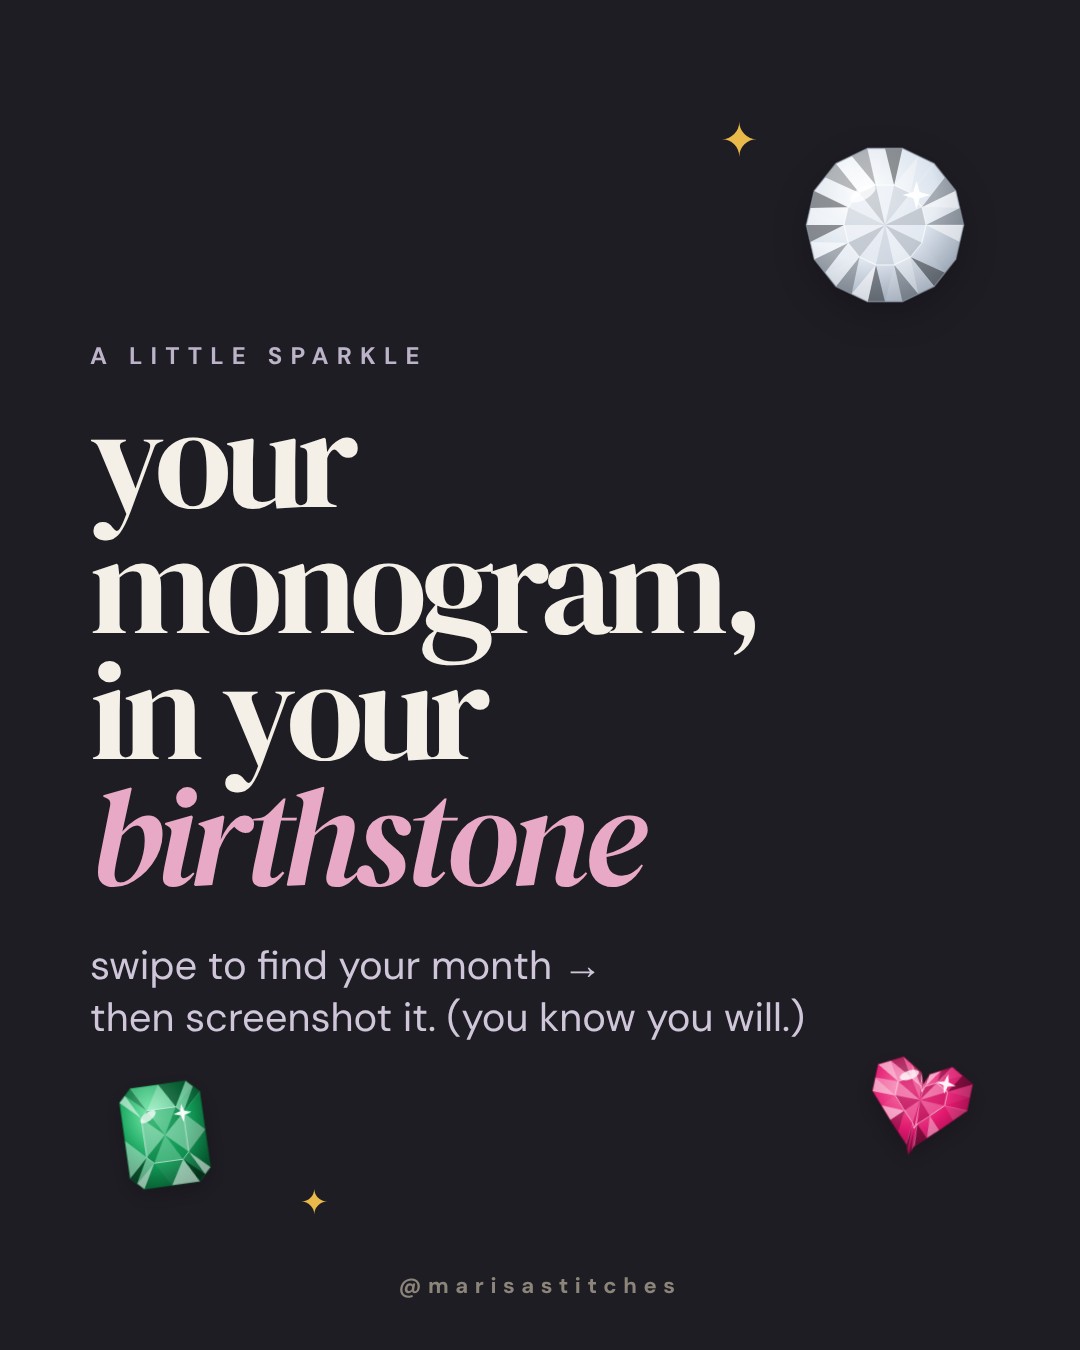 A LITTLE SPARKLE
your
monogram,
in your
birthstone
swipe to find your month →
then screenshot it. (you know you will.)
@marisastitches